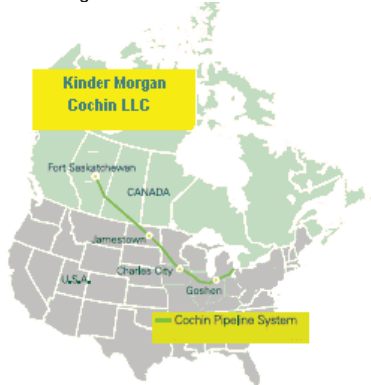 Kinder Morgan
Cochin LLC
Fort Saskatchewan
CANADA
Jamestown
Charles City
U.S.A.
Goshen
Cochin Pipeline System